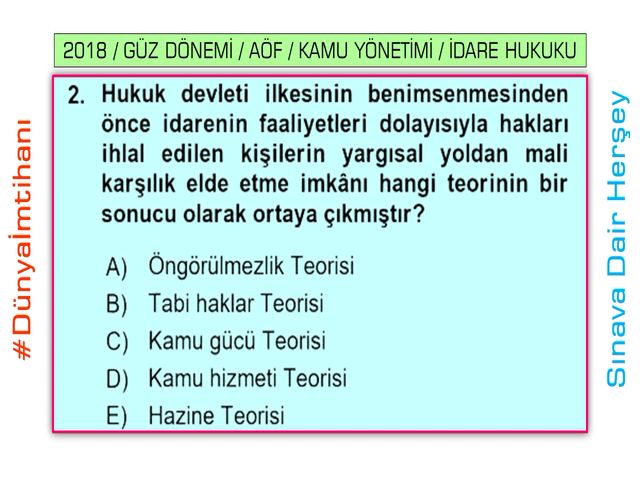 2018 / GÜZ DÖNEMİ / AÖF / KAMU YÖNETİMİ / İDARE HUKUKU
2. Hukuk devleti ilkesinin benimsenmesinden
önce idarenin faaliyetleri dolayısıyla hakları
ihlal edilen kişilerin yargısal yoldan mali
karşılık elde etme imkânı hangi teorinin bir
sonucu olarak ortaya çıkmıştır?
A) Öngörülmezlik Teorisi
B) Tabi haklar Teorisi
C) Kamu gücü Teorisi
D) Kamu hizmeti Teorisi
E) Hazine Teorisi
#Dünyaİmtihanı
Sınava Dair Herşey